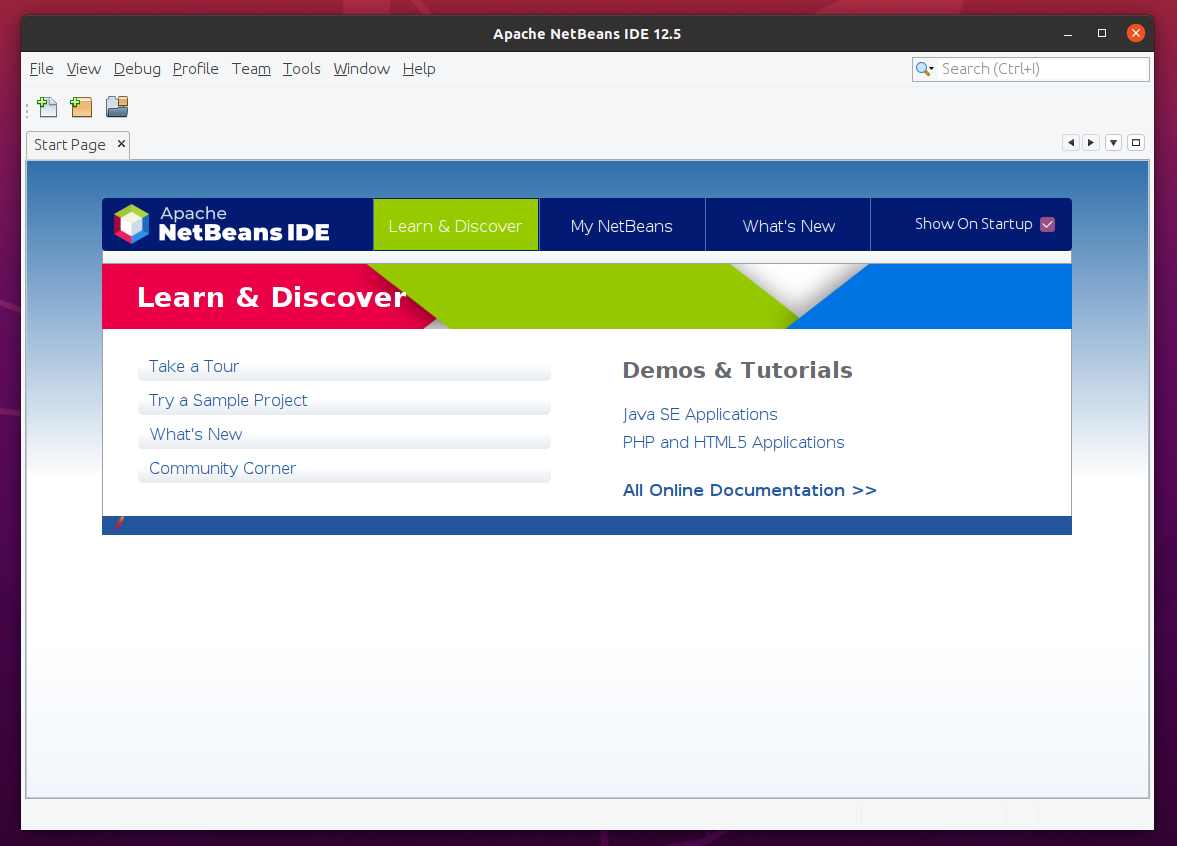 Apache NetBeans IDE 12.5
File View Debug Profile Team Tools Window Help
Search (Ctrl+I)
Start Page
Apache
NetBeans IDE
Learn & Discover
My NetBeans
What's New
Show On Startup
Learn & Discover
Take a Tour
Try a Sample Project
What's New
Community Corner
Demos & Tutorials
Java SE Applications
PHP and HTML5 Applications
All Online Documentation >>